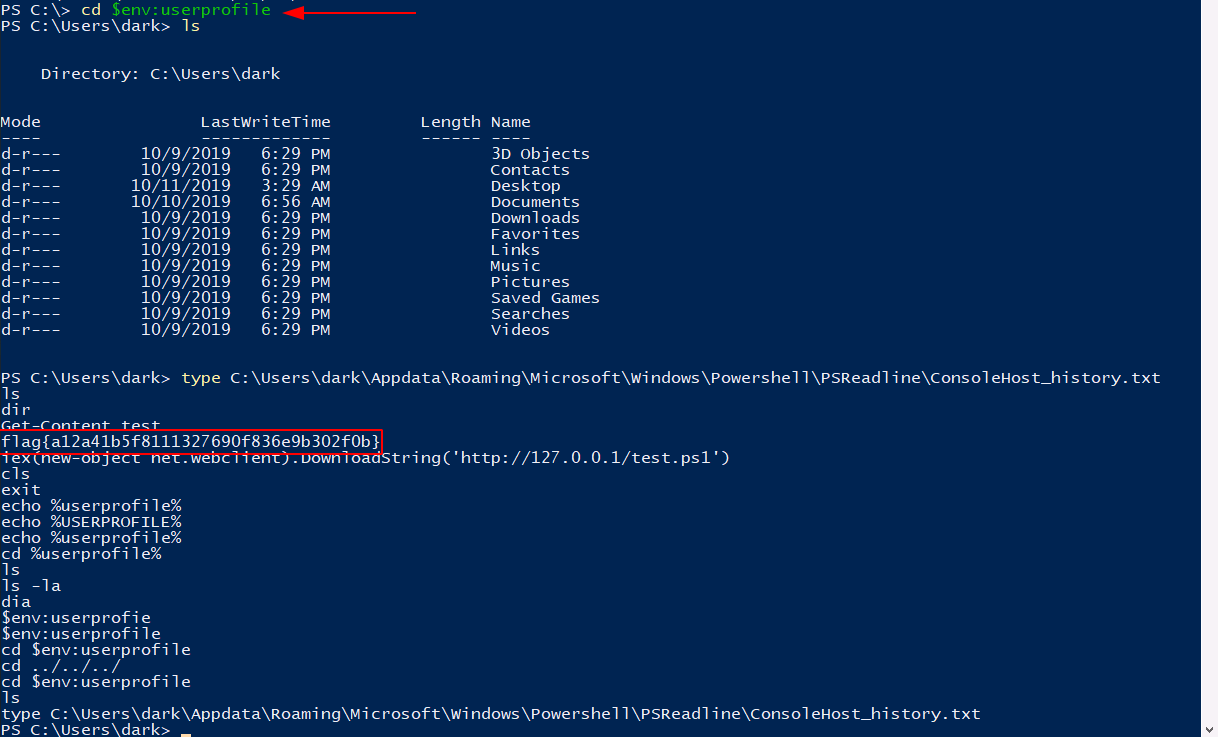 PS C:\> cd $env:userprofile
PS C:\Users\dark> ls
Directory: C:\Users\dark
Mode LastWriteTime Length Name
---- ------------- ------ ----
d-r--- 10/9/2019 6:29 PM 3D Objects
d-r--- 10/9/2019 6:29 PM Contacts
d-r--- 10/11/2019 3:29 AM Desktop
d-r--- 10/10/2019 6:56 AM Documents
d-r--- 10/9/2019 6:29 PM Downloads
d-r--- 10/9/2019 6:29 PM Favorites
d-r--- 10/9/2019 6:29 PM Links
d-r--- 10/9/2019 6:29 PM Music
d-r--- 10/9/2019 6:29 PM Pictures
d-r--- 10/9/2019 6:29 PM Saved Games
d-r--- 10/9/2019 6:29 PM Searches
d-r--- 10/9/2019 6:29 PM Videos
PS C:\Users\dark> type C:\Users\dark\Appdata\Roaming\Microsoft\Windows\Powershell\PSReadline\ConsoleHost_history.txt
ls
dir
Get-Content test
flag{a12a41b5f8111327690f836e9b302f0b}
iex(new-object net.webclient).DownloadString('http://127.0.0.1/test.ps1')
cls
exit
echo %userprofile%
echo %USERPROFILE%
echo %userprofile%
cd %userprofile%
ls
ls -la
dia
$env:userprofie
$env:userprofile
cd $env:userprofile
cd ../../../
cd $env:userprofile
ls
type C:\Users\dark\Appdata\Roaming\Microsoft\Windows\Powershell\PSReadline\ConsoleHost_history.txt
PS C:\Users\dark>